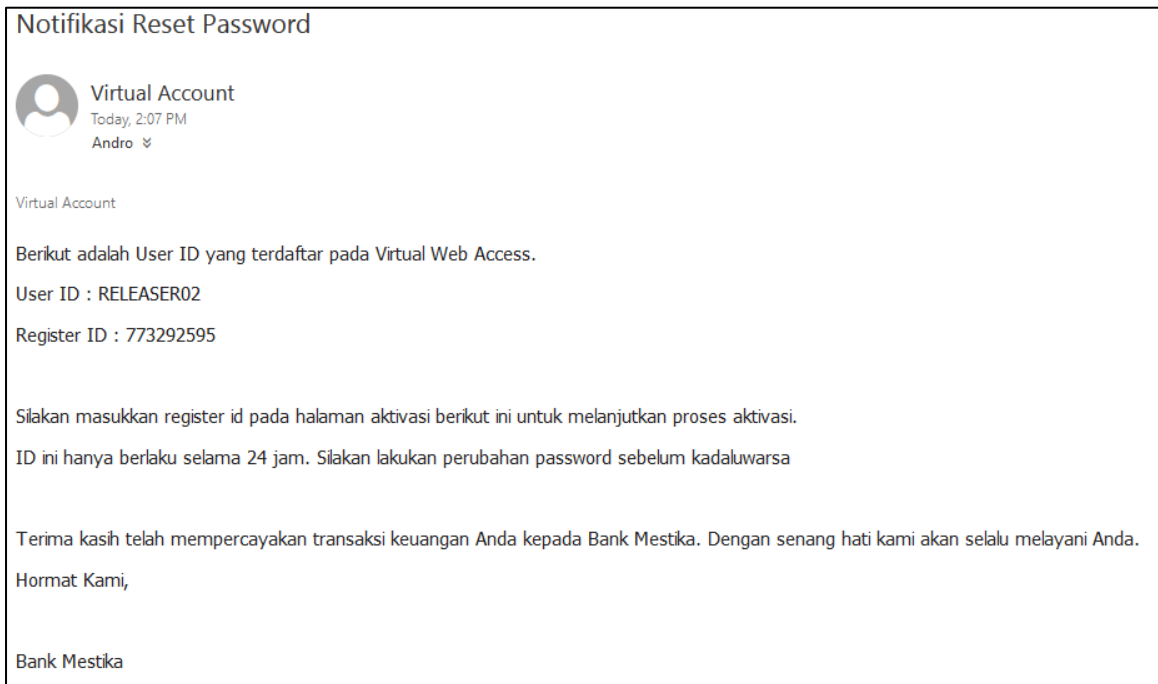 Notifikasi Reset Password
Virtual Account
Today, 2:07 PM
Andro
Virtual Account
Berikut adalah User ID yang terdaftar pada Virtual Web Access.
User ID : RELEASER02
Register ID : 773292595
Silakan masukkan register id pada halaman aktivasi berikut ini untuk melanjutkan proses aktivasi.
ID ini hanya berlaku selama 24 jam. Silakan lakukan perubahan password sebelum kadaluwarsa
Terima kasih telah mempercayakan transaksi keuangan Anda kepada Bank Mestika. Dengan senang hati kami akan selalu melayani Anda.
Hormat Kami,
Bank Mestika